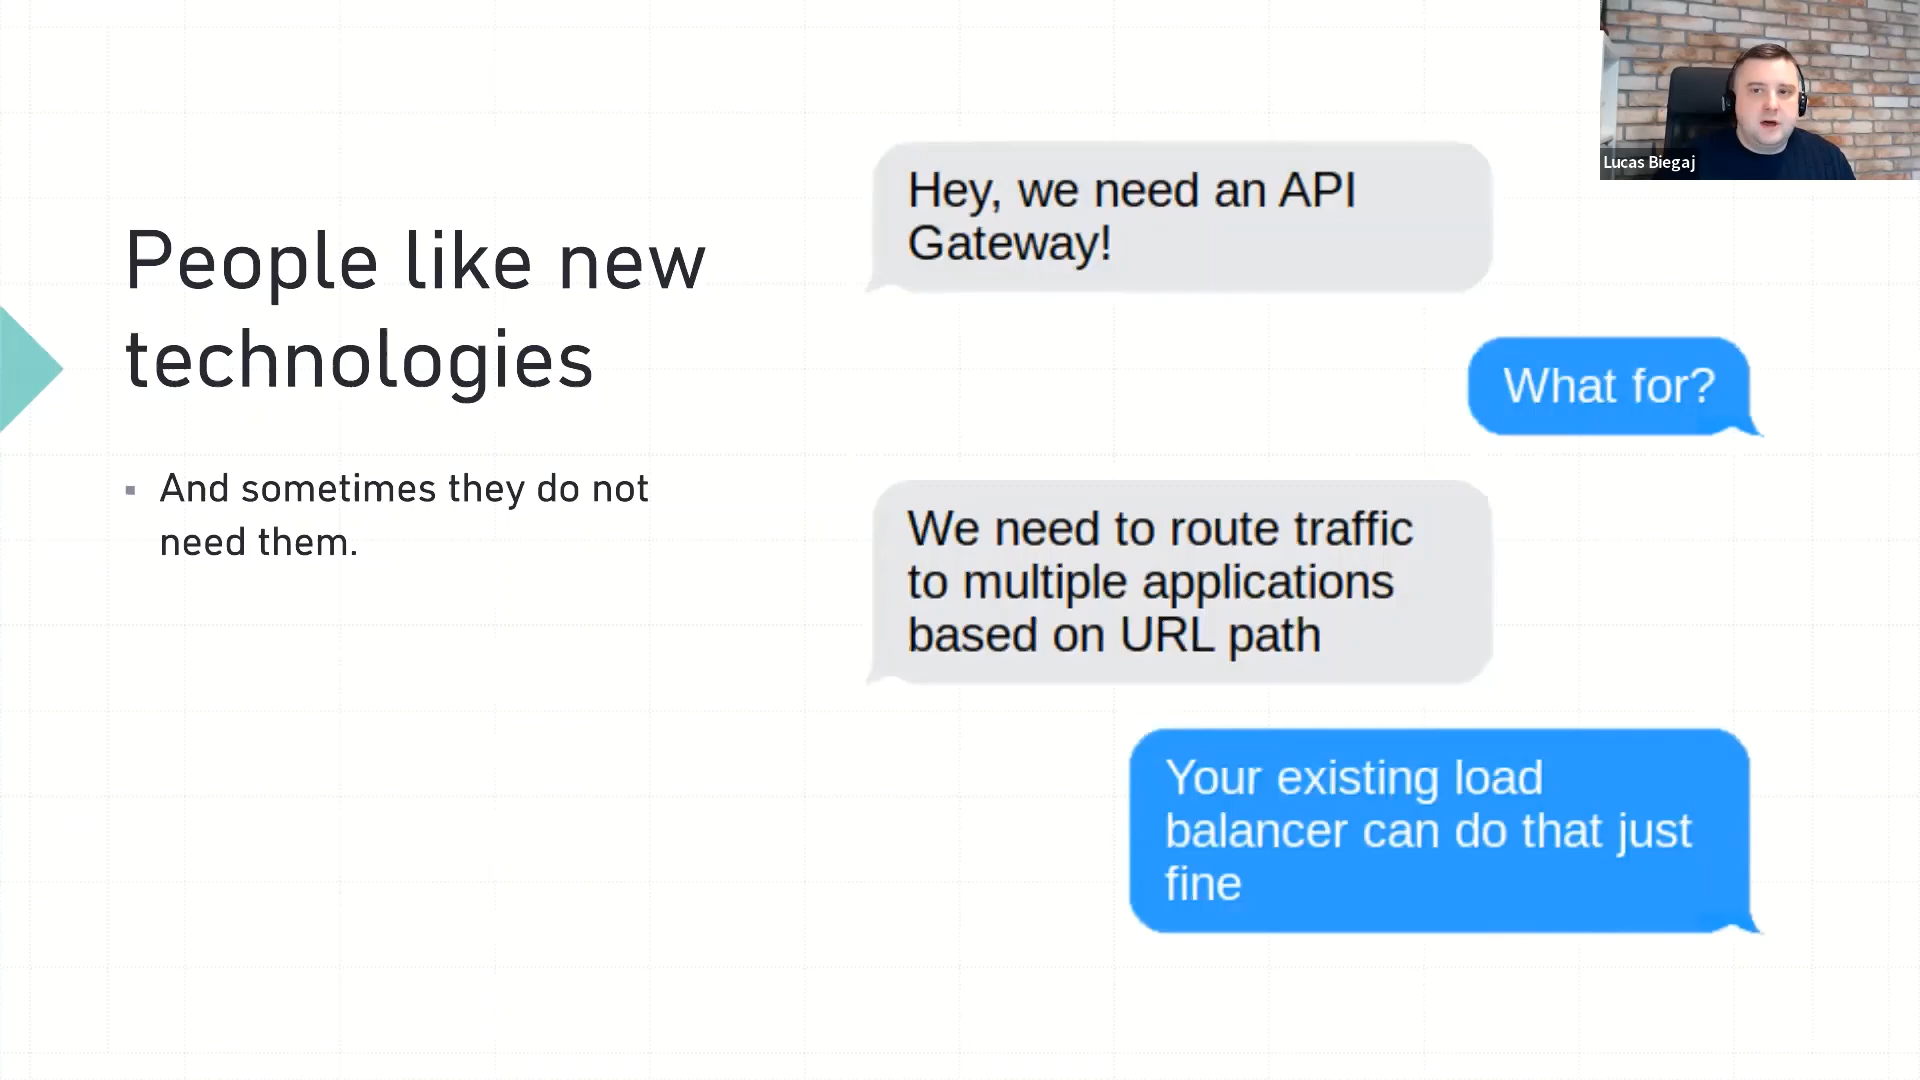 People like new
technologies
And sometimes they do not
need them.
Hey, we need an API
Gateway!
What for?
We need to route traffic
to multiple applications
based on URL path
Your existing load
balancer can do that just
fine
Lucas Biegaj